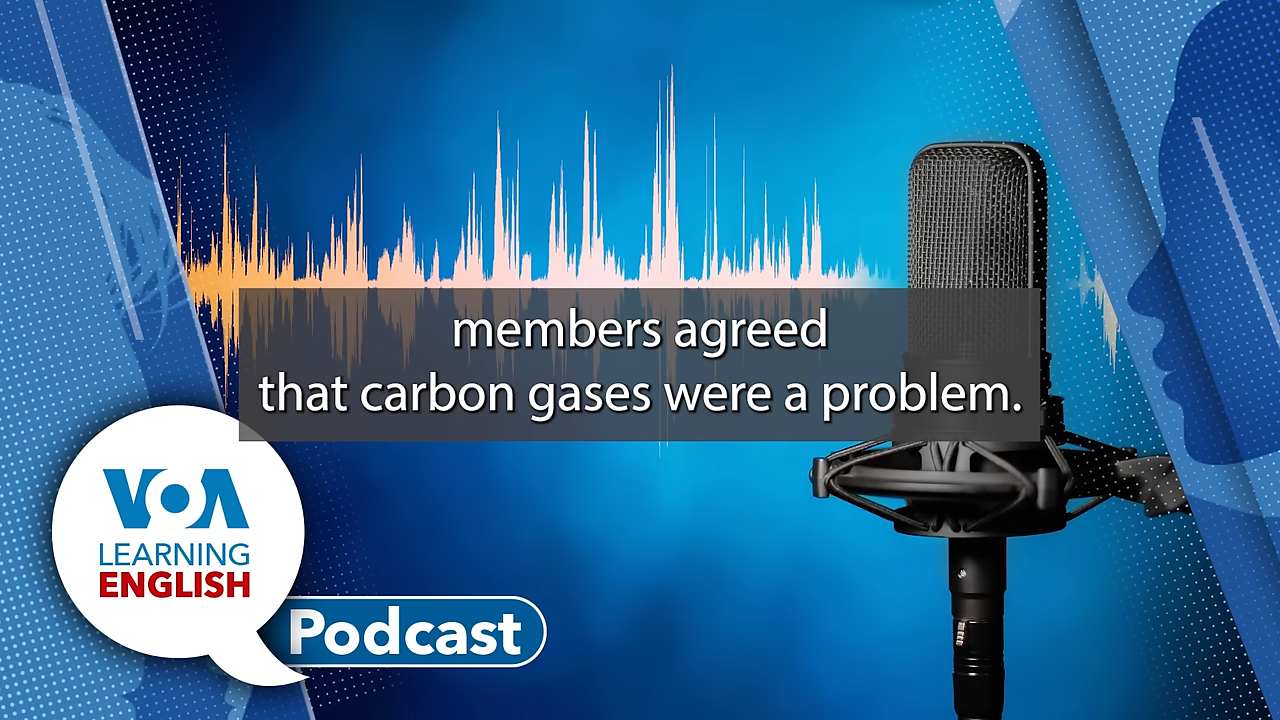 members agreed
that carbon gases were a problem.
VOA
LEARNING
ENGLISH
Podcast